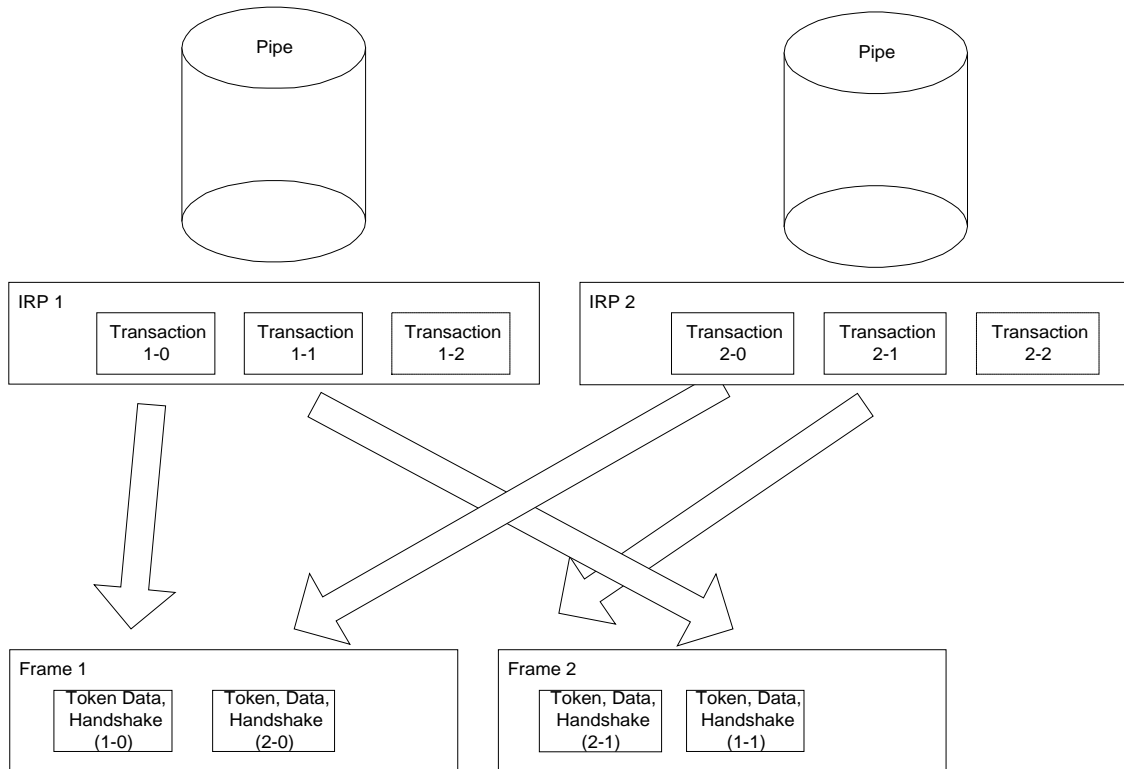 Pipe
Pipe
IRP 1
Transaction
1-0
Transaction
1-1
Transaction
1-2
IRP 2
Transaction
2-0
Transaction
2-1
Transaction
2-2
Frame 1
Token Data,
Handshake
(1-0)
Token, Data,
Handshake
(2-0)
Frame 2
Token, Data,
Handshake
(2-1)
Token, Data,
Handshake
(1-1)